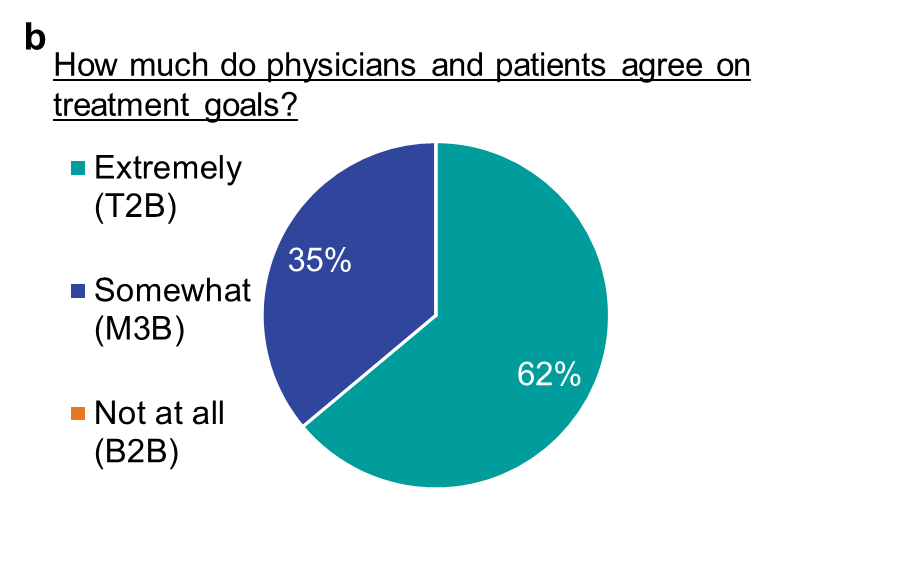 b
How much do physicians and patients agree on
treatment goals?
Extremely
(T2B)
Somewhat
(M3B)
Not at all
(B2B)
35%
62%